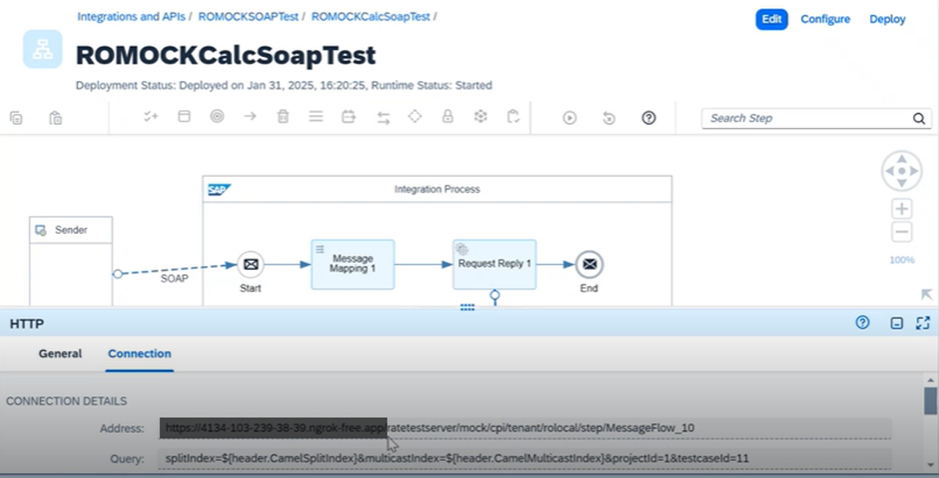 Integrations and APIs / ROMOCKSOAPTest / ROMOCKCalcSoapTest /
Edit Configure Deploy
ROMOCKCalcSoapTest
Deployment Status: Deployed on Jan 31, 2025, 16:20:25, Runtime Status: Started
Search Step
SAP Integration Process
Sender
SOAP
Start
Message
Mapping 1
Request Reply 1
End
100%
HTTP
General Connection
CONNECTION DETAILS
Address: https://4134-103-239-38-39.ngrok-free.app/ratetestserver/mock/cpi/tenant/rolocal/step/MessageFlow_10
Query: splitIndex=${header.CamelSplitIndex}&multicastIndex=${header.CamelMulticastIndex}&projectId=1&testcaseId=11